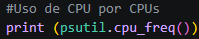 #Uso de CPU por CPUs
print (psutil.cpu_freq())